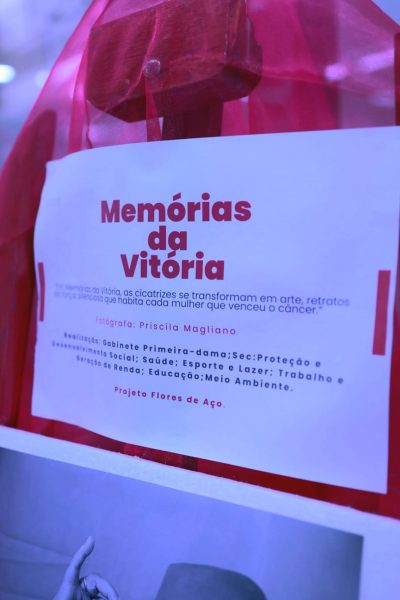 Memórias
da
Vitória
"Em Memórias da Vitória, as cicatrizes se transformam em arte, retratos
da força silenciosa que habita cada mulher que venceu o câncer."
Fotógrafa: Priscila Magliano
Realização: Gabinete Primeira-dama;Sec:Proteção e
Desenvolvimento Social; Saúde; Esporte e Lazer; Trabalho e
Geração de Renda; Educação;Meio Ambiente.
Projeto Flores de Aço.